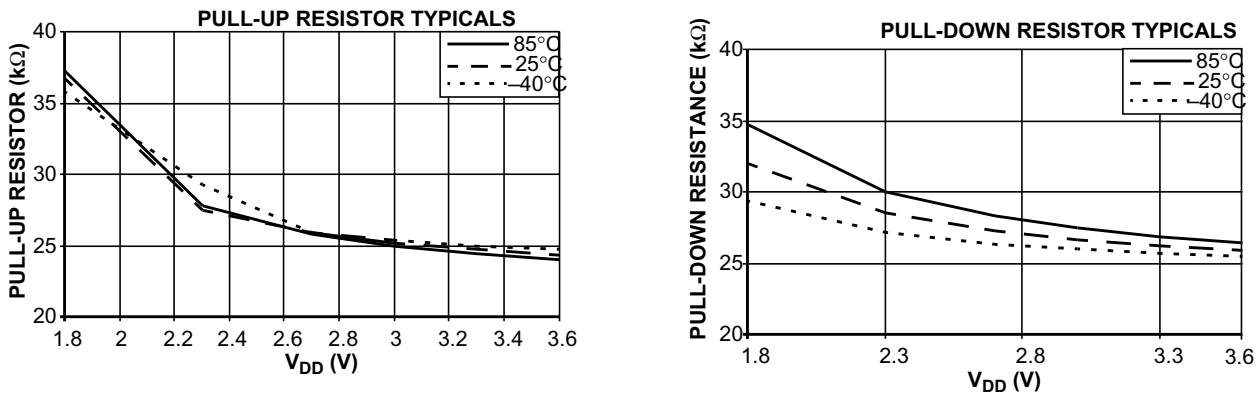 PULL-UP RESISTOR TYPICALS
PULL-UP RESISTOR (kΩ)
40
35
30
25
20
85°C
25°C
–40°C
1.8 2 2.2 2.4 2.6 2.8 3 3.2 3.4 3.6
VDD (V)
PULL-DOWN RESISTOR TYPICALS
PULL-DOWN RESISTANCE (kΩ)
40
35
30
25
20
85°C
25°C
–40°C
1.8 2.3 2.8 3.3 3.6
VDD (V)